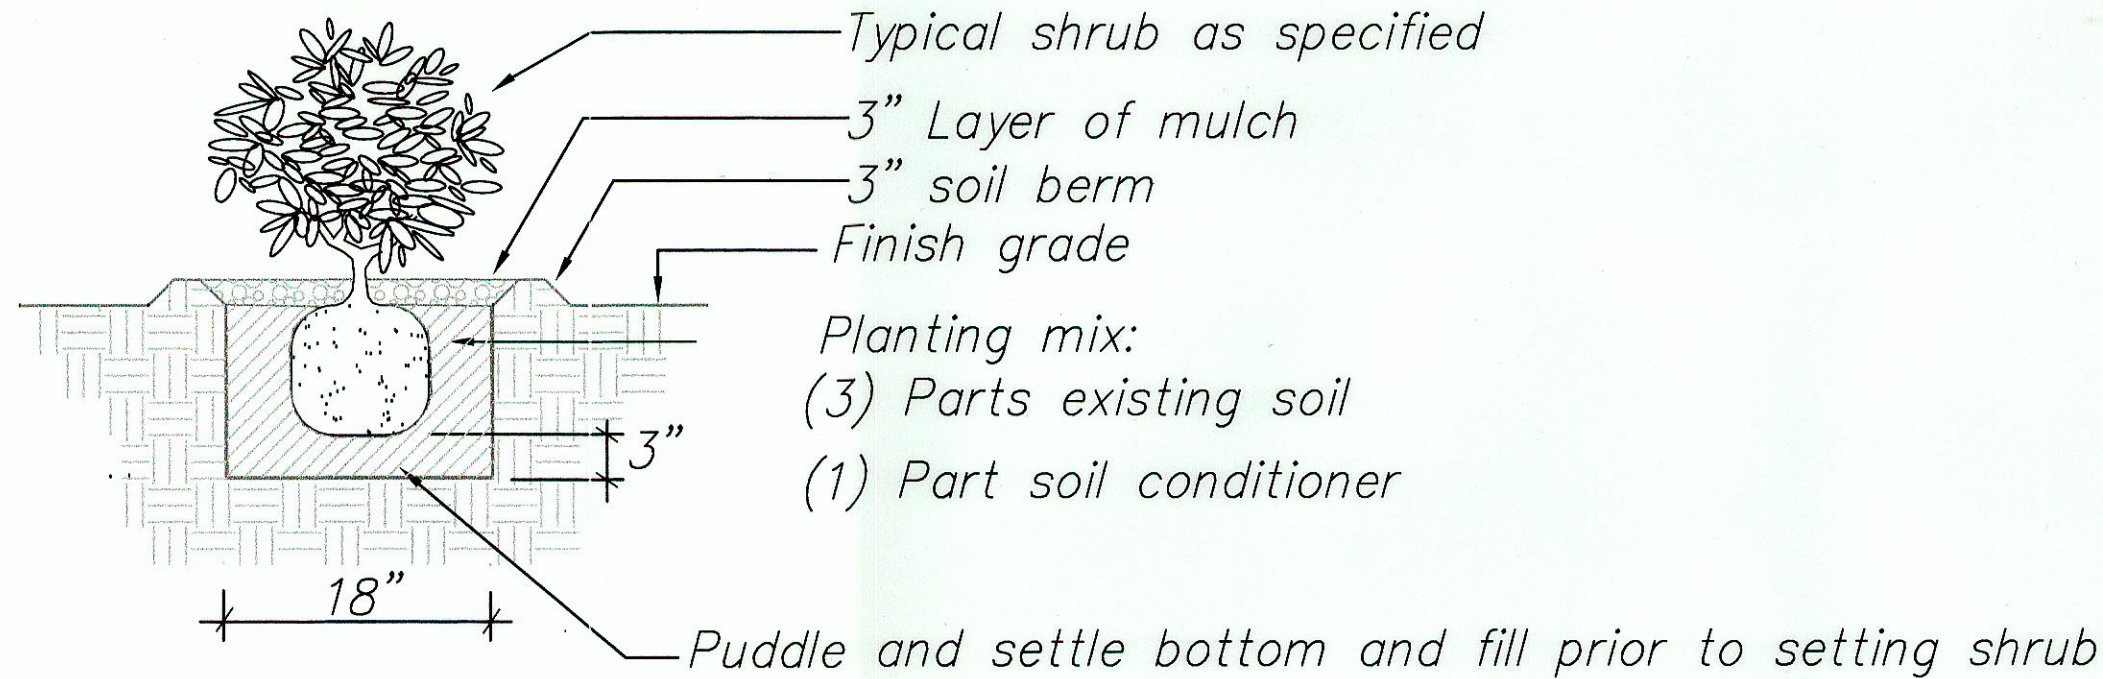 Typical shrub as specified
3” Layer of mulch
3” soil berm
Finish grade
Planting mix:
(3) Parts existing soil
(1) Part soil conditioner
3”
18”
Puddle and settle bottom and fill prior to setting shrub